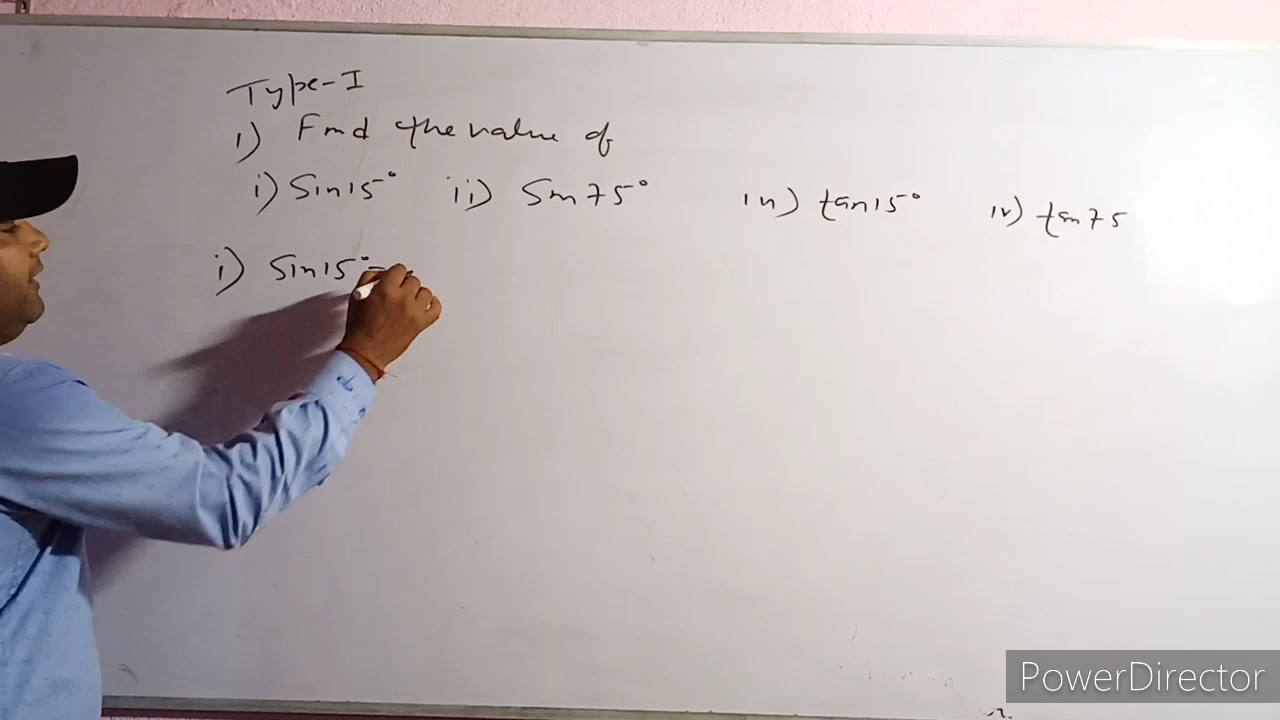 Type-I
1) Find the value of
i) Sin15° ii) Sin75° iii) tan15° iv) tan75
i) Sin15° =
PowerDirector